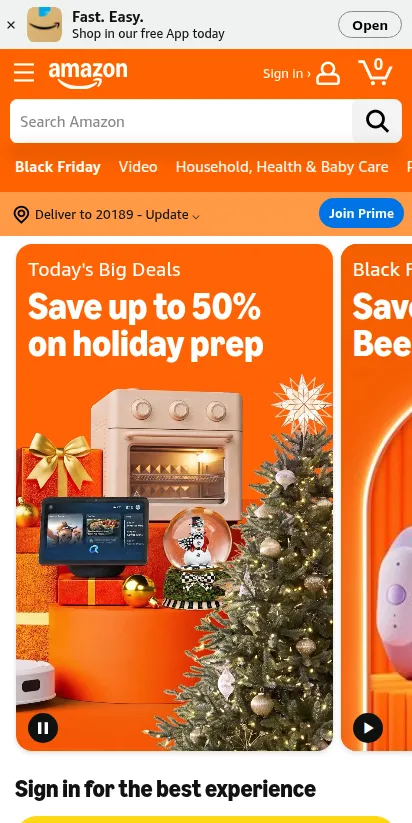 Fast. Easy.
Shop in our free App today
Open
amazon
Sign in ›
0
Search Amazon
Black Friday Video Household, Health & Baby Care
Deliver to 20189 - Update
Join Prime
Today's Big Deals
Save up to 50%
on holiday prep
Black F
Sav
Bee
Sign in for the best experience